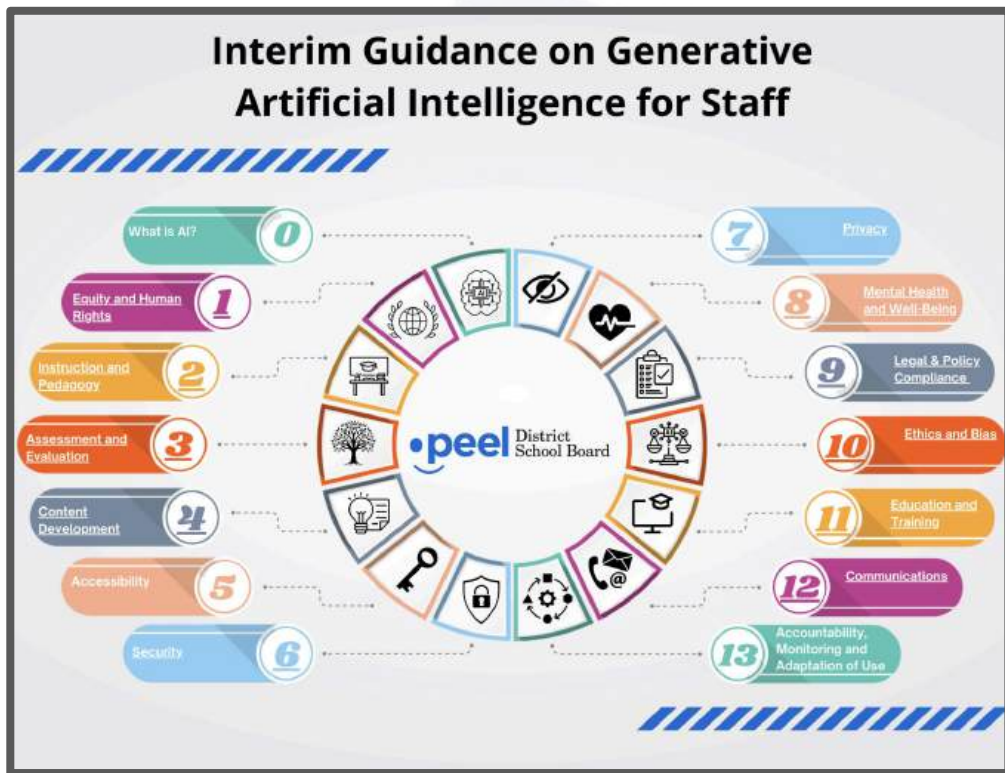 Interim Guidance on Generative
Artificial Intelligence for Staff
What is AI?
0
Equity and Human
Rights
1
Instruction and
Pedagogy
2
Assessment and
Evaluation
3
Content
Development
4
Accessibility
5
Security
6
7
Privacy
8
Mental Health
and Well-Being
9
Legal & Policy
Compliance
10
Ethics and Bias
11
Education and
Training
12
Communications
13
Accountability,
Monitoring and
Adaptation of Use
AI
AI
@
peel District
School Board